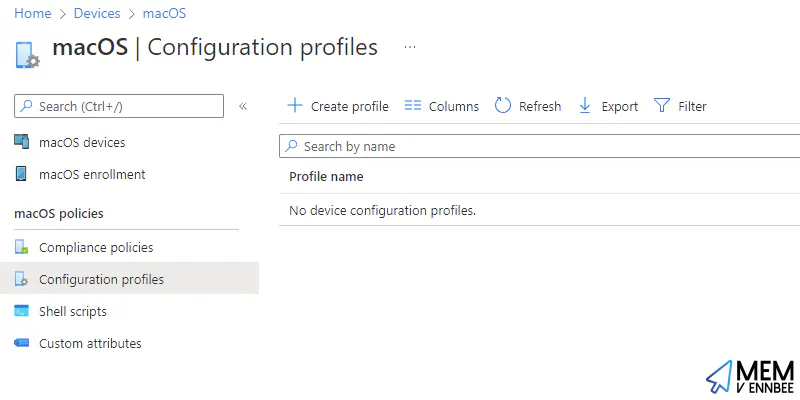 Home > Devices > macOS
macOS | Configuration profiles ...
Search (Ctrl+/) «
macOS devices
macOS enrollment
macOS policies
Compliance policies
Configuration profiles
Shell scripts
Custom attributes
Create profile Columns Refresh Export Filter
Search by name
Profile name
No device configuration profiles.
MEM
V ENNBEE